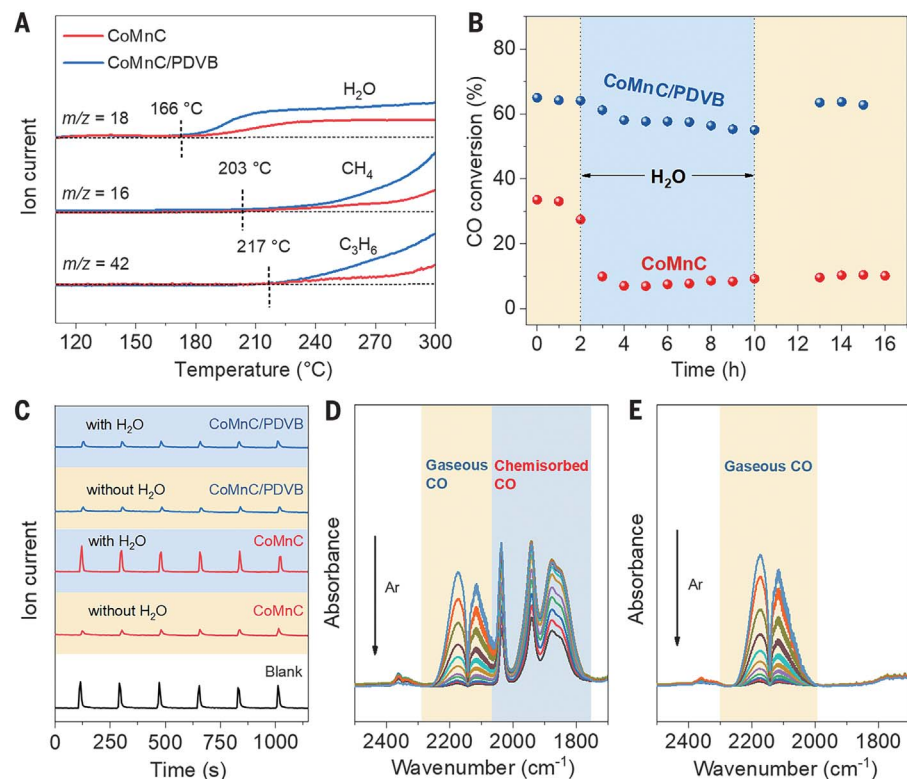 A
CoMnC
CoMnC/PDVB
H₂O
m/z = 18
166 °C
203 °C
CH₄
m/z = 16
217 °C
C₃H₆
m/z = 42
Ion current
120 150 180 210 240 270 300
Temperature (°C)
B
CO conversion (%)
80
60
40
20
0
CoMnC/PDVB
H₂O
CoMnC
0 2 4 6 8 10 12 14 16
Time (h)
C
Ion current
with H₂O CoMnC/PDVB
without H₂O CoMnC/PDVB
with H₂O CoMnC
without H₂O CoMnC
Blank
0 500 1000
Time (s)
D
Absorbance
Gaseous
CO
Chemisorbed
CO
Ar
2400 2200 2000 1800
Wavenumber (cm⁻¹)
E
Absorbance
Gaseous CO
Ar
2400 2200 2000 1800
Wavenumber (cm⁻¹)